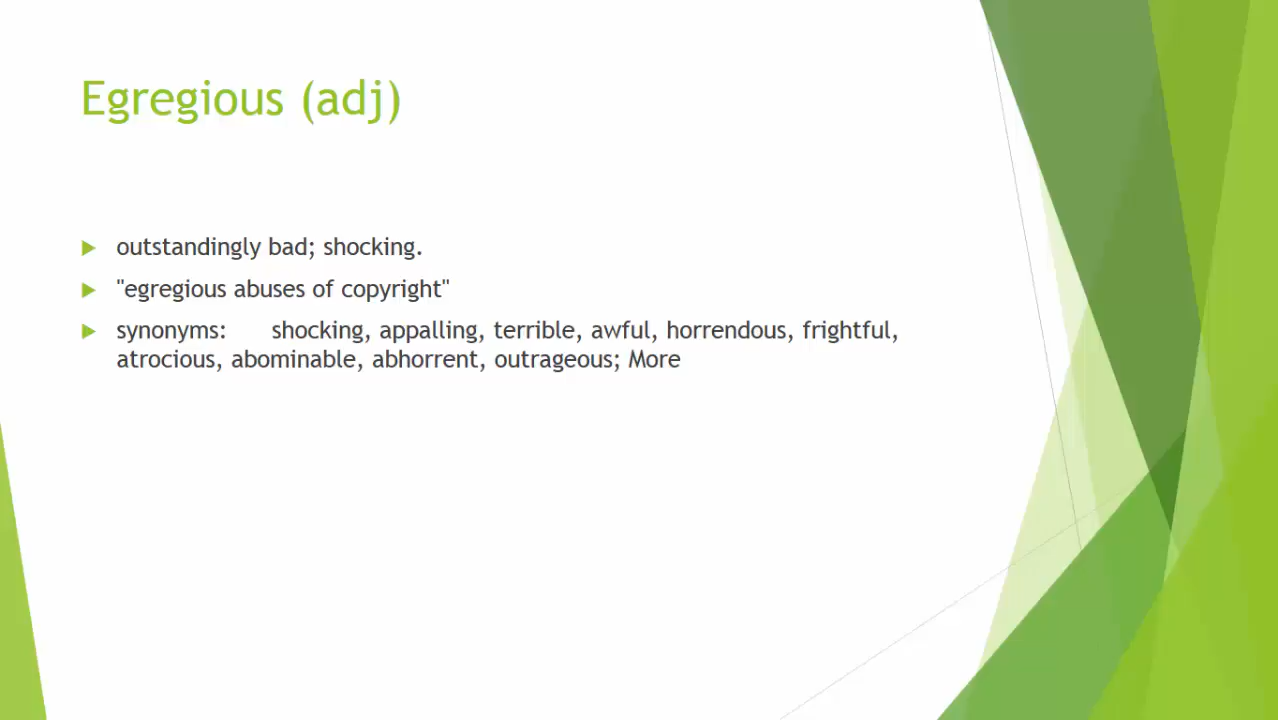 Egregious (adj)
outstandingly bad; shocking.
"egregious abuses of copyright"
synonyms: shocking, appalling, terrible, awful, horrendous, frightful,
atrocious, abominable, abhorrent, outrageous; More